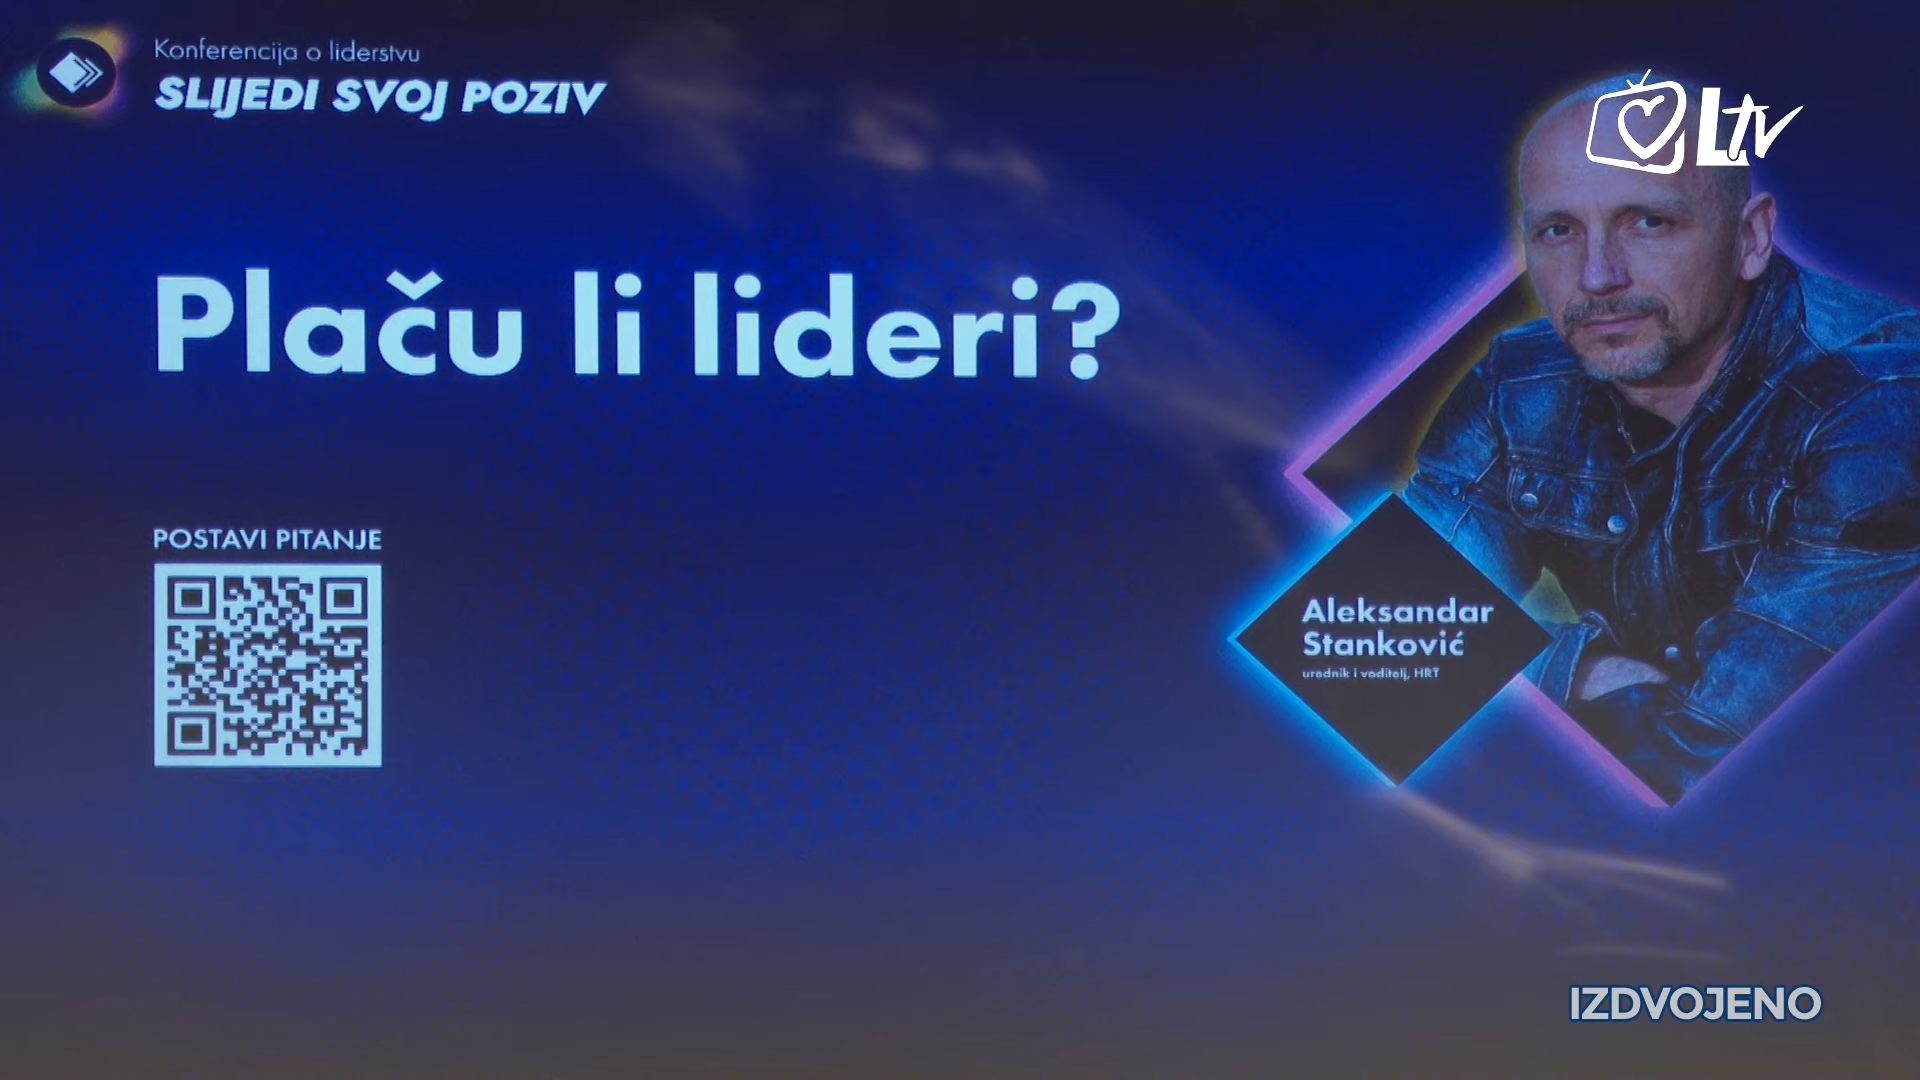 Konferencija o liderstvu
SLIJEDI SVOJ POZIV
Ltv
Plaču li lideri?
POSTAVI PITANJE
Aleksandar
Stanković
urednik i voditelj, HRT
IZDVOJENO